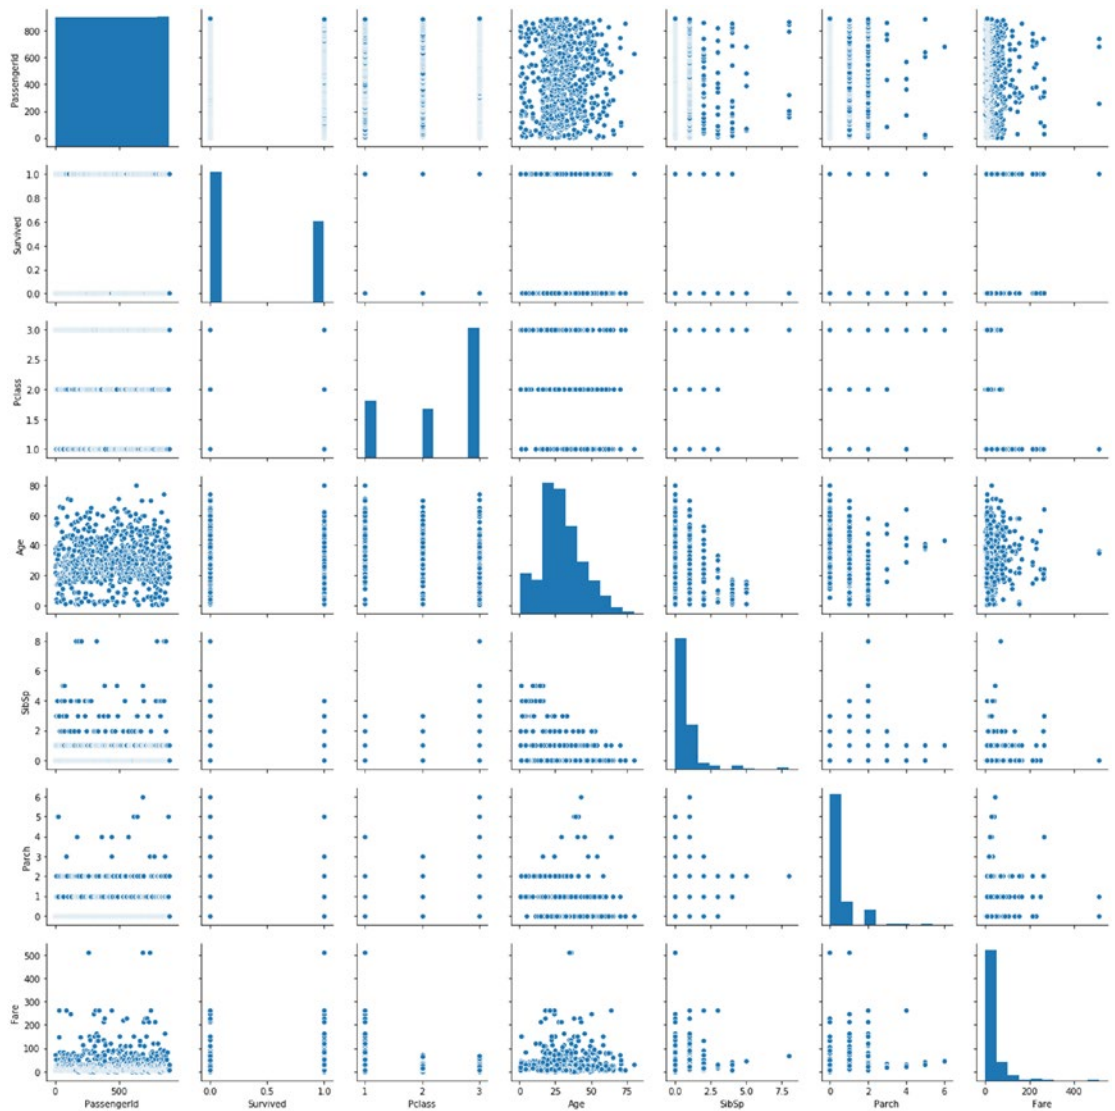 PassengerId
800
600
400
200
0
Survived
1.0
0.8
0.6
0.4
0.2
0.0
Pclass
3.0
2.5
2.0
1.5
1.0
Age
80
60
40
20
0
SibSp
8
6
4
2
0
Parch
6
5
4
3
2
1
0
Fare
500
400
300
200
100
0
0 500
0.0 0.5 1.0
1 2 3
0 25 50 75
0.0 2.5 5.0 7.5
0 2 4 6
0 200 400
PassengerId Survived Pclass Age SibSp Parch Fare